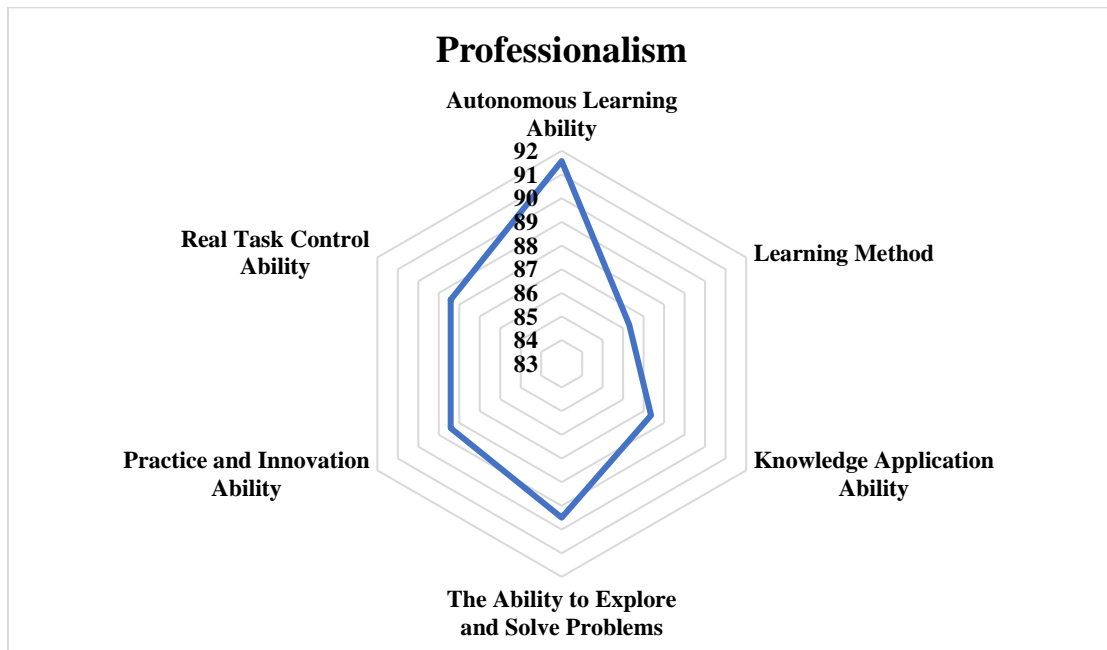 Professionalism
Autonomous Learning
Ability
92
91
90
89
88
87
86
85
84
83
Real Task Control
Ability
Learning Method
Practice and Innovation
Ability
Knowledge Application
Ability
The Ability to Explore
and Solve Problems